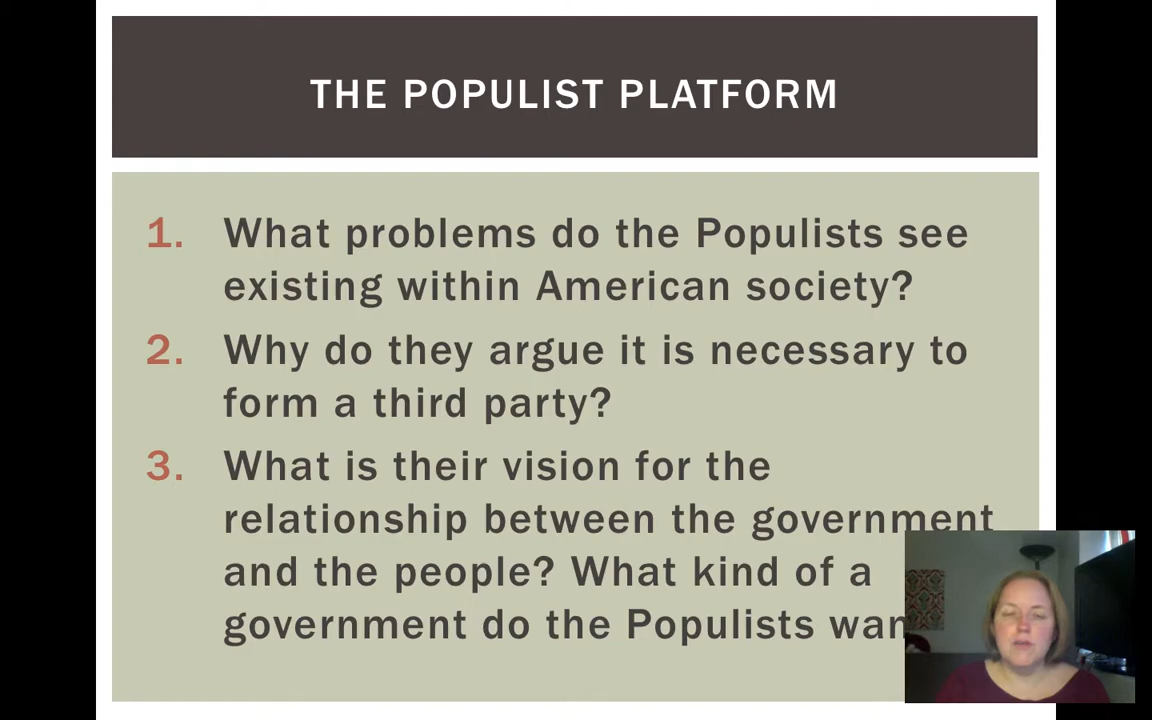 THE POPULIST PLATFORM
1. What problems do the Populists see
existing within American society?
2. Why do they argue it is necessary to
form a third party?
3. What is their vision for the
relationship between the government
and the people? What kind of a
government do the Populists